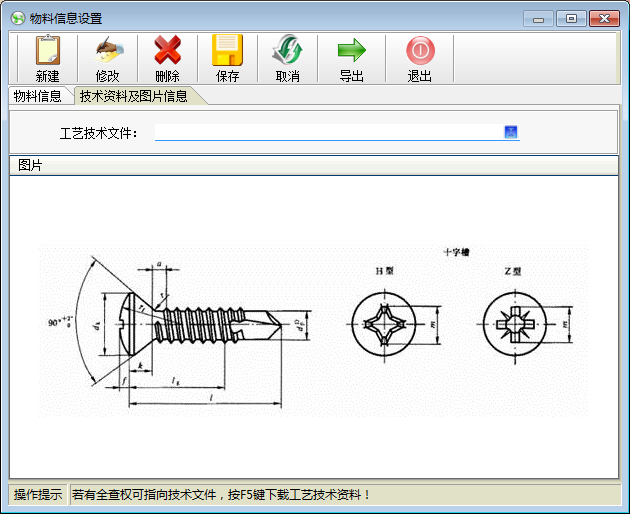 物料信息设置
新建 修改 删除 保存 取消 导出 退出
物料信息 技术资料及图片信息
工艺技术文件：
图片
十字槽
H 型 Z 型
a
90°
d
k
f
l
l
m
m
操作提示 若有全查权可指向技术文件，按F5键下载工艺技术资料！